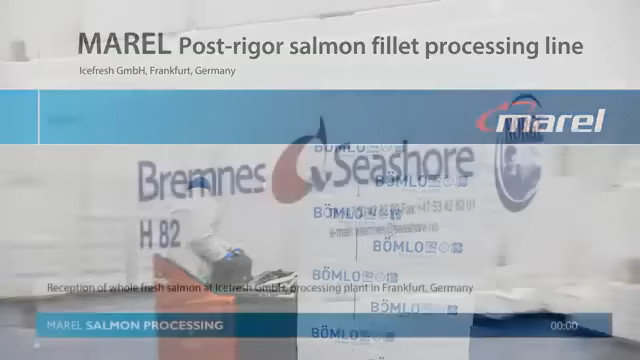 MAREL Post-rigor salmon fillet processing line
Icefresh GmbH, Frankfurt, Germany
marel
BÖMLO
Bremnes Seashore
BÖMLO
H 82
BÖMLO
BÖMLO
BÖMLO
Reception of whole fresh salmon at Icefresh GmbH, processing plant in Frankfurt, Germany
BÖMLO
MAREL SALMON PROCESSING
00:00
BÖMLO